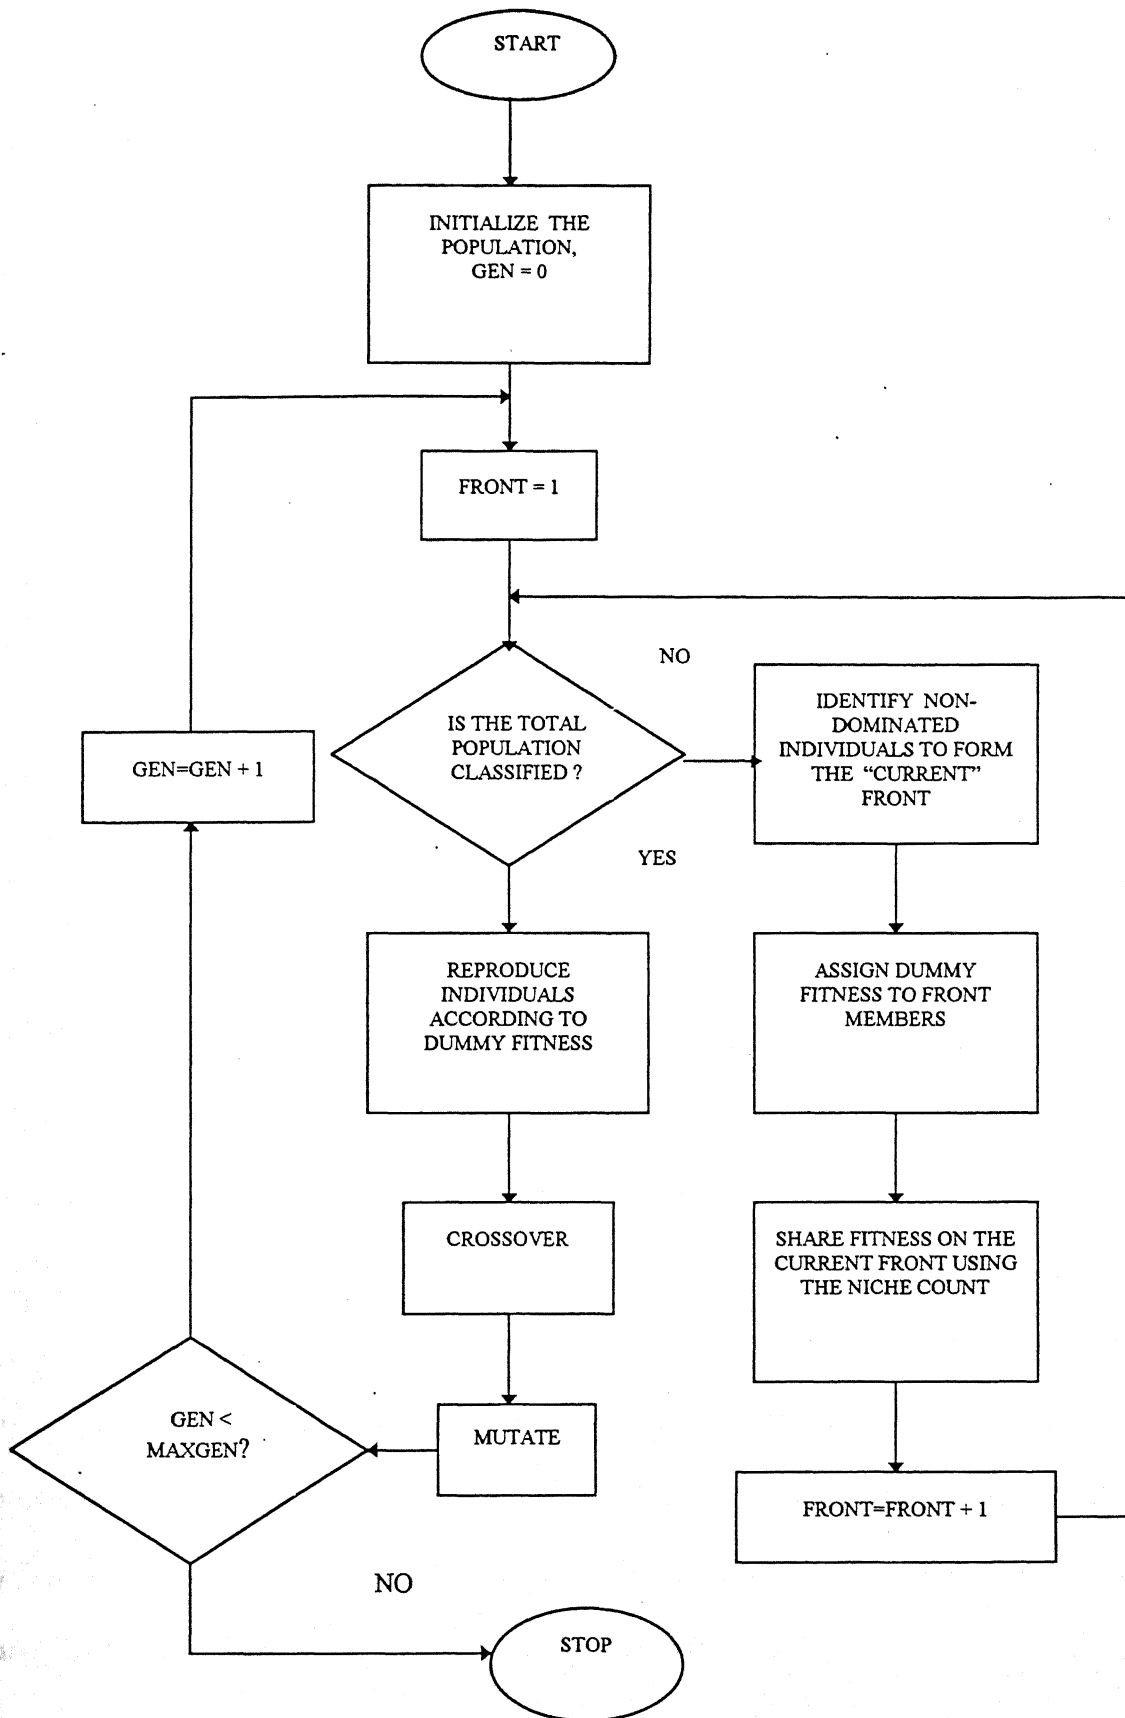 START
INITIALIZE THE
POPULATION,
GEN = 0
FRONT = 1
NO
IS THE TOTAL
POPULATION
CLASSIFIED ?
IDENTIFY NON-
DOMINATED
INDIVIDUALS TO FORM
THE “CURRENT”
FRONT
GEN=GEN + 1
YES
REPRODUCE
INDIVIDUALS
ACCORDING TO
DUMMY FITNESS
ASSIGN DUMMY
FITNESS TO FRONT
MEMBERS
CROSSOVER
SHARE FITNESS ON THE
CURRENT FRONT USING
THE NICHE COUNT
GEN <
MAXGEN?
MUTATE
FRONT=FRONT + 1
NO
STOP